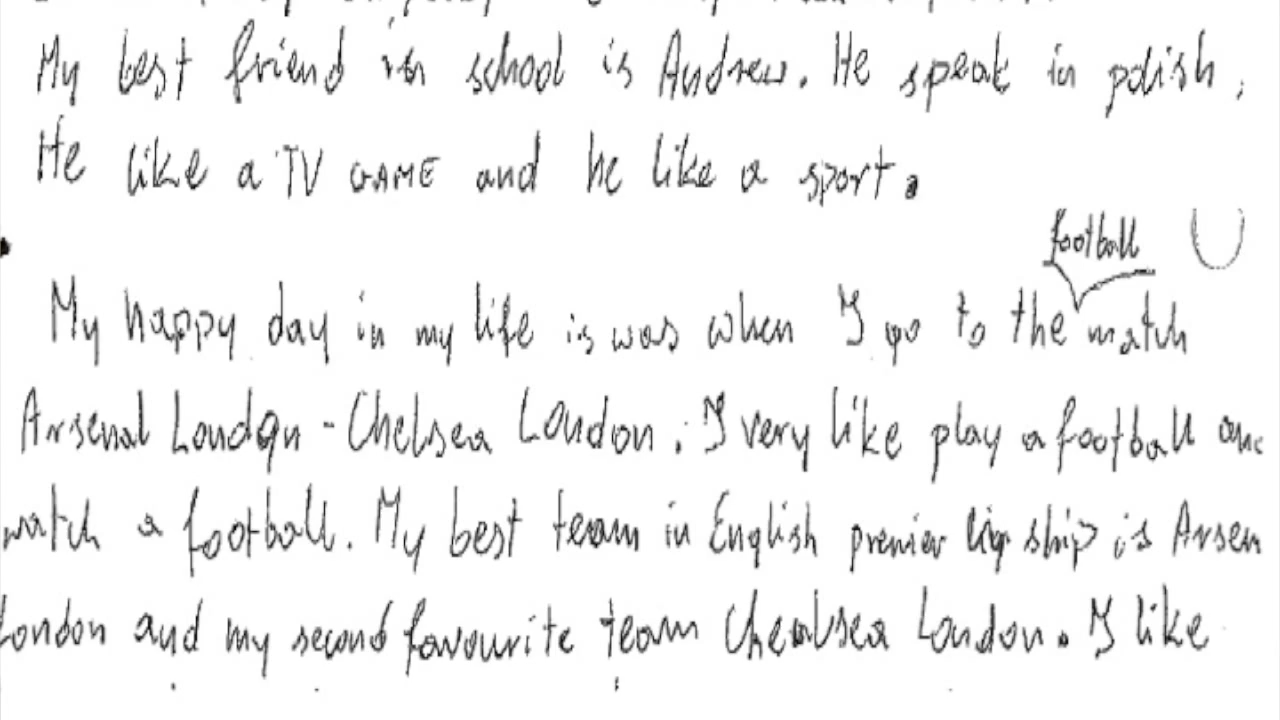 My best friend in school is Andrew. He speak in polish.
He like a TV GAME and he like a sport.
football
My happy day in my life is was when I go to the match
Arsenal London - Chelsea London. I very like play a football
watch a football. My best team in English premier ship is Arsen
London and my second favourite team Chealsea London. I like